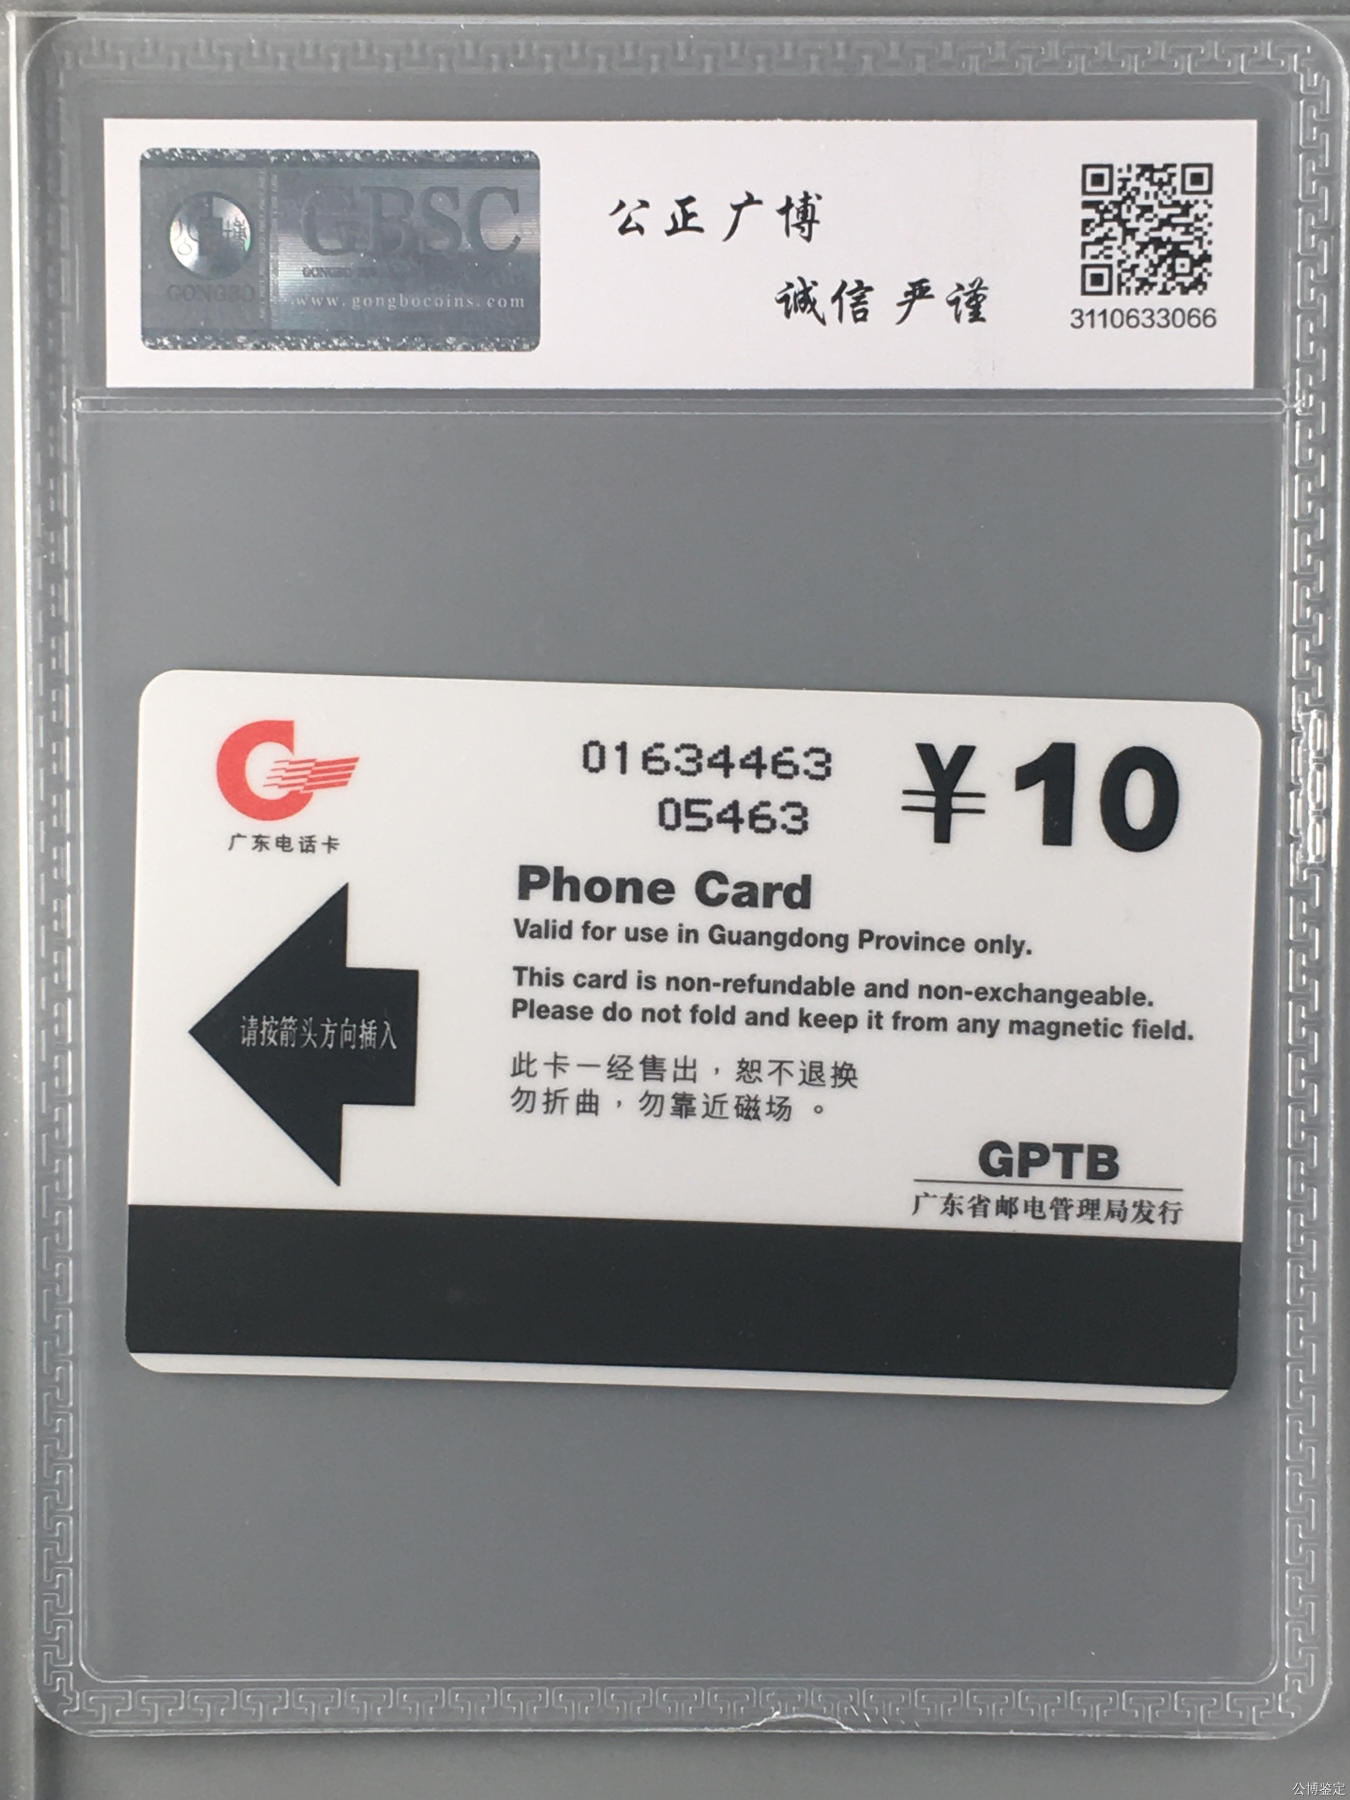 GBSC
GONGBO
www.gongbocoins.com
公正广博
诚信 严谨
3110633066
广东电话卡
01634463
05463
¥10
Phone Card
Valid for use in Guangdong Province only.
This card is non-refundable and non-exchangeable.
Please do not fold and keep it from any magnetic field.
请按箭头方向插入
此卡一经售出，恕不退换
勿折曲，勿靠近磁场。
GPTB
广东省邮电管理局发行
公博鉴定